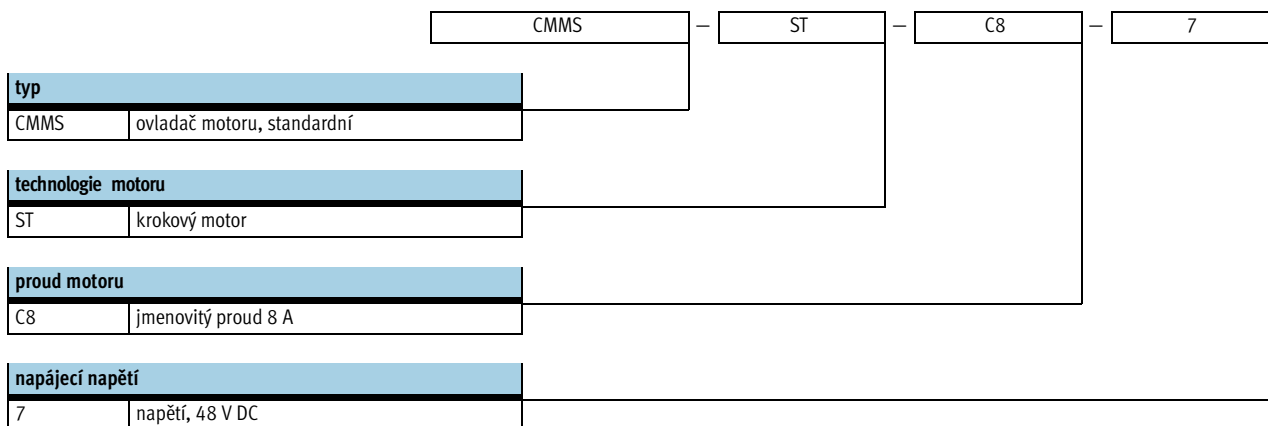 CMMS – ST – C8 – 7
typ
CMMS ovladač motoru, standardní
technologie motoru
ST krokový motor
proud motoru
C8 jmenovitý proud 8 A
napájecí napětí
7 napětí, 48 V DC